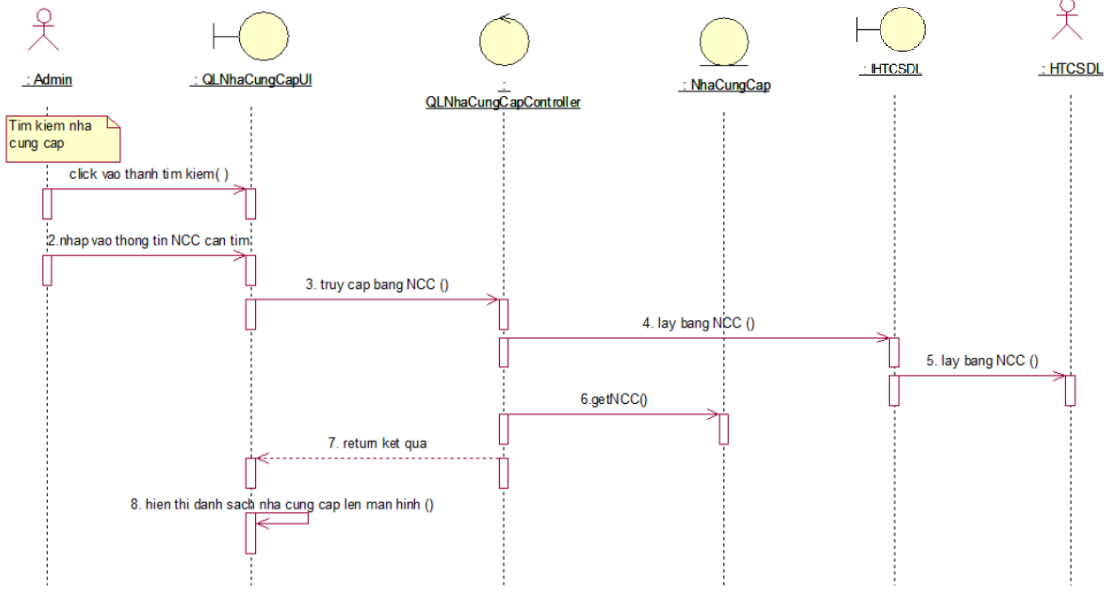 : Admin
: QLNhaCungCapUI
:
QLNhaCungCapController
: NhaCungCap
: IHTCSDL
: HTCSDL
Tim kiem nha
cung cap
click vao thanh tim kiem( )
2.nhap vao thong tin NCC can tim
3. truy cap bang NCC ()
4. lay bang NCC ()
5. lay bang NCC ()
6.getNCC()
7. return ket qua
8. hien thi danh sach nha cung cap len man hinh ()